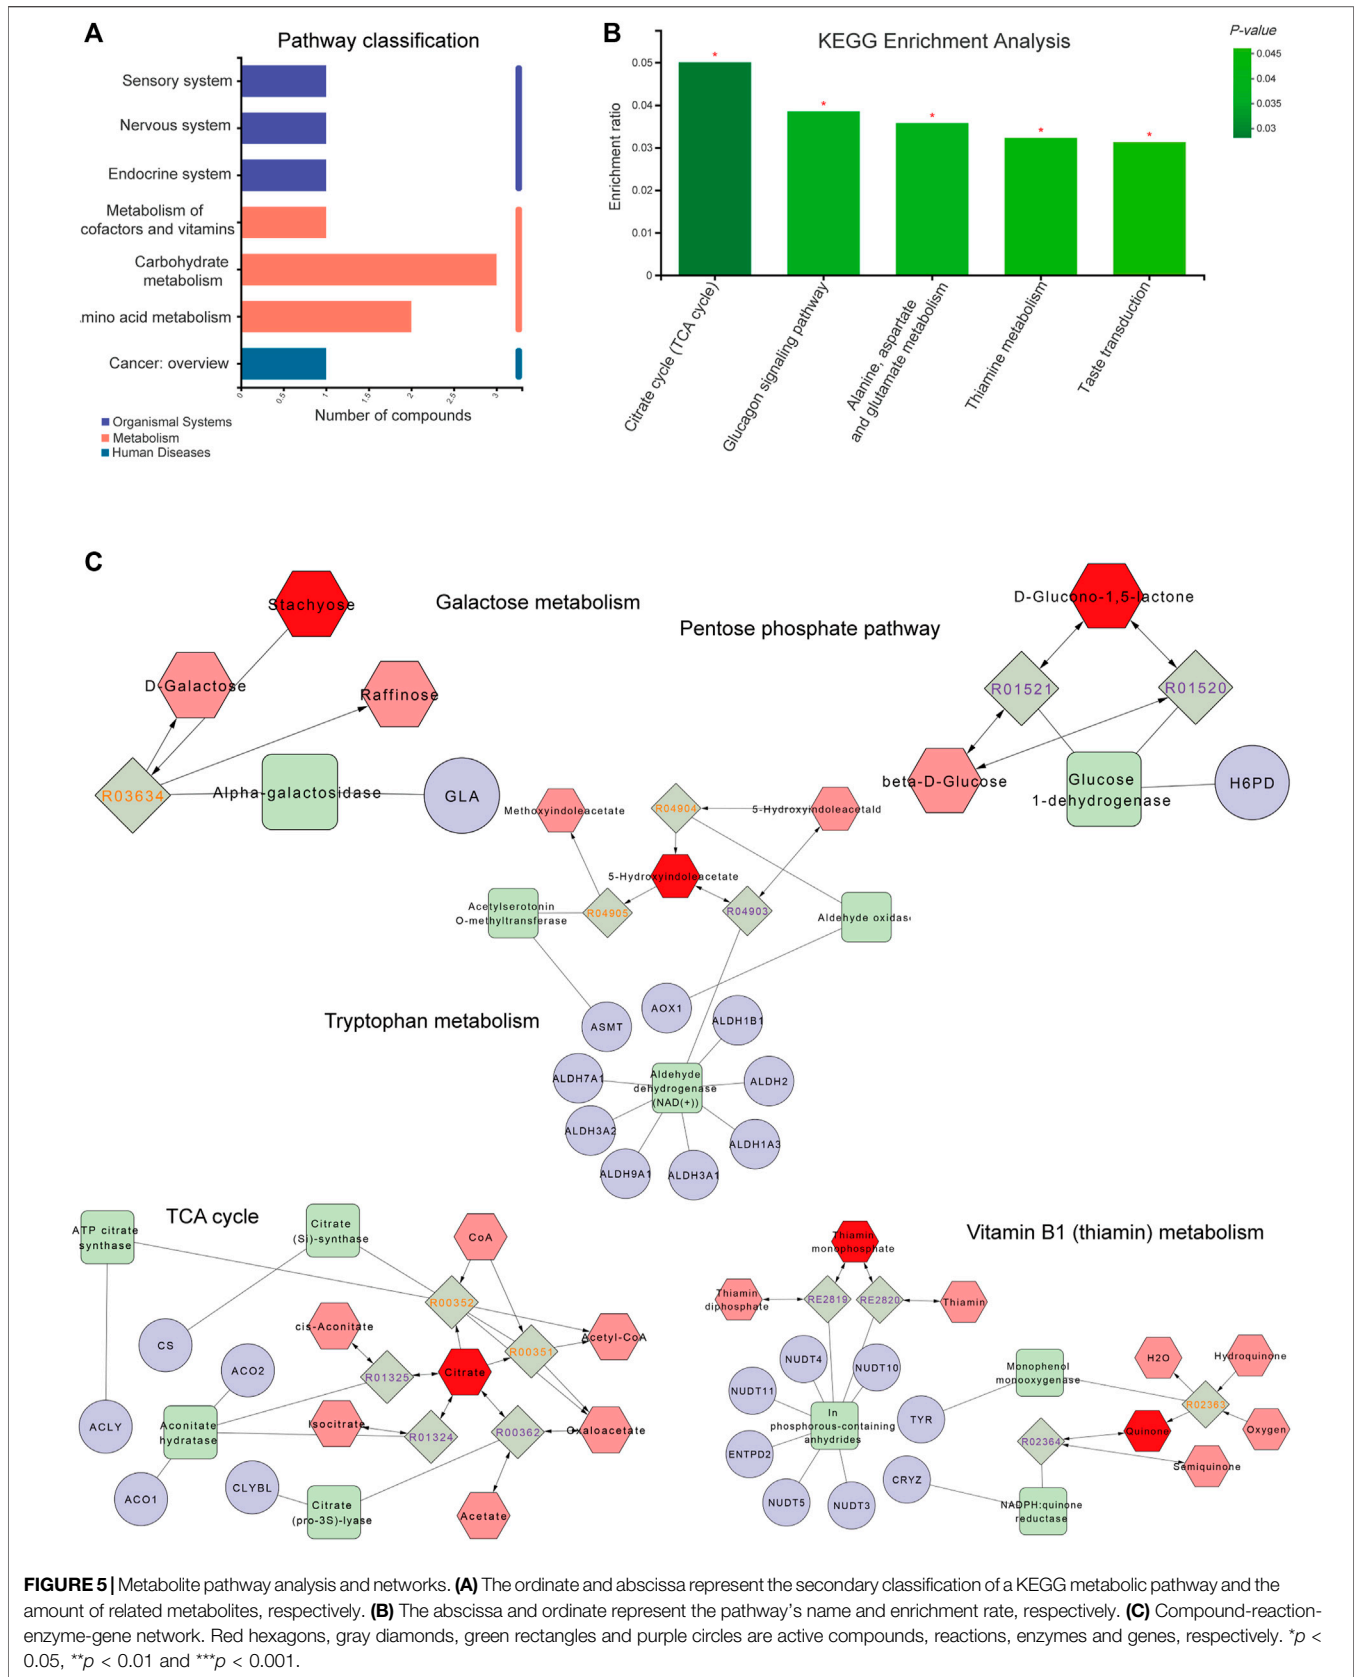 A
Pathway classification
Sensory system
Nervous system
Endocrine system
Metabolism of
cofactors and vitamins
Carbohydrate
metabolism
mino acid metabolism
Cancer: overview
0
0.5
1
1.5
2
2.5
3
Number of compounds
Organismal Systems
Metabolism
Human Diseases
B
KEGG Enrichment Analysis
Enrichment ratio
0.05
0.04
0.03
0.02
0.01
0
*
*
*
*
*
Citrate cycle (TCA cycle)
Glucagon signaling pathway
Alanine, aspartate
and glutamate metabolism
Thiamine metabolism
Taste transduction
P-value
0.045
0.04
0.035
0.03
C
Galactose metabolism
Stachyose
D-Galactose
Raffinose
R03634
Alpha-galactosidase
GLA
Pentose phosphate pathway
D-Glucono-1,5-lactone
R01521
R01520
beta-D-Glucose
Glucose
1-dehydrogenase
H6PD
Methoxyindoleacetate
R04904
5-Hydroxyindoleacetald
5-Hydroxyindoleacetate
Acetylserotonin
O-methyltransferase
R04905
R04903
Aldehyde oxidas
Tryptophan metabolism
ASMT
AOX1
ALDH1B1
ALDH7A1
Aldehyde
dehydrogenase
(NAD(+))
ALDH2
ALDH3A2
ALDH1A3
ALDH9A1
ALDH3A1
TCA cycle
ATP citrate
synthase
Citrate
(Si)-synthase
CoA
R00352
cis-Aconitate
Acetyl-CoA
CS
R00351
ACO2
R01325
Citrate
ACLY
Aconitate
hydratase
Isocitrate
R01324
R00362
Oxaloacetate
ACO1
CLYBL
Citrate
(pro-3S)-lyase
Acetate
Vitamin B1 (thiamin) metabolism
Thiamin
monophosphate
Thiamin
diphosphate
RE2819
RE2820
Thiamin
NUDT4
NUDT10
NUDT11
In
phosphorous-containing
anhydrides
ENTPD2
NUDT5
NUDT3
Monophenol
monooxygenase
H2O
Hydroquinone
TYR
R02363
R02364
Quinone
Oxygen
CRYZ
Semiquinone
NADPH:quinone
reductase
FIGURE 5 | Metabolite pathway analysis and networks. (A) The ordinate and abscissa represent the secondary classification of a KEGG metabolic pathway and the
amount of related metabolites, respectively. (B) The abscissa and ordinate represent the pathway's name and enrichment rate, respectively. (C) Compound-reaction-
enzyme-gene network. Red hexagons, gray diamonds, green rectangles and purple circles are active compounds, reactions, enzymes and genes, respectively. *p <
0.05, **p < 0.01 and ***p < 0.001.